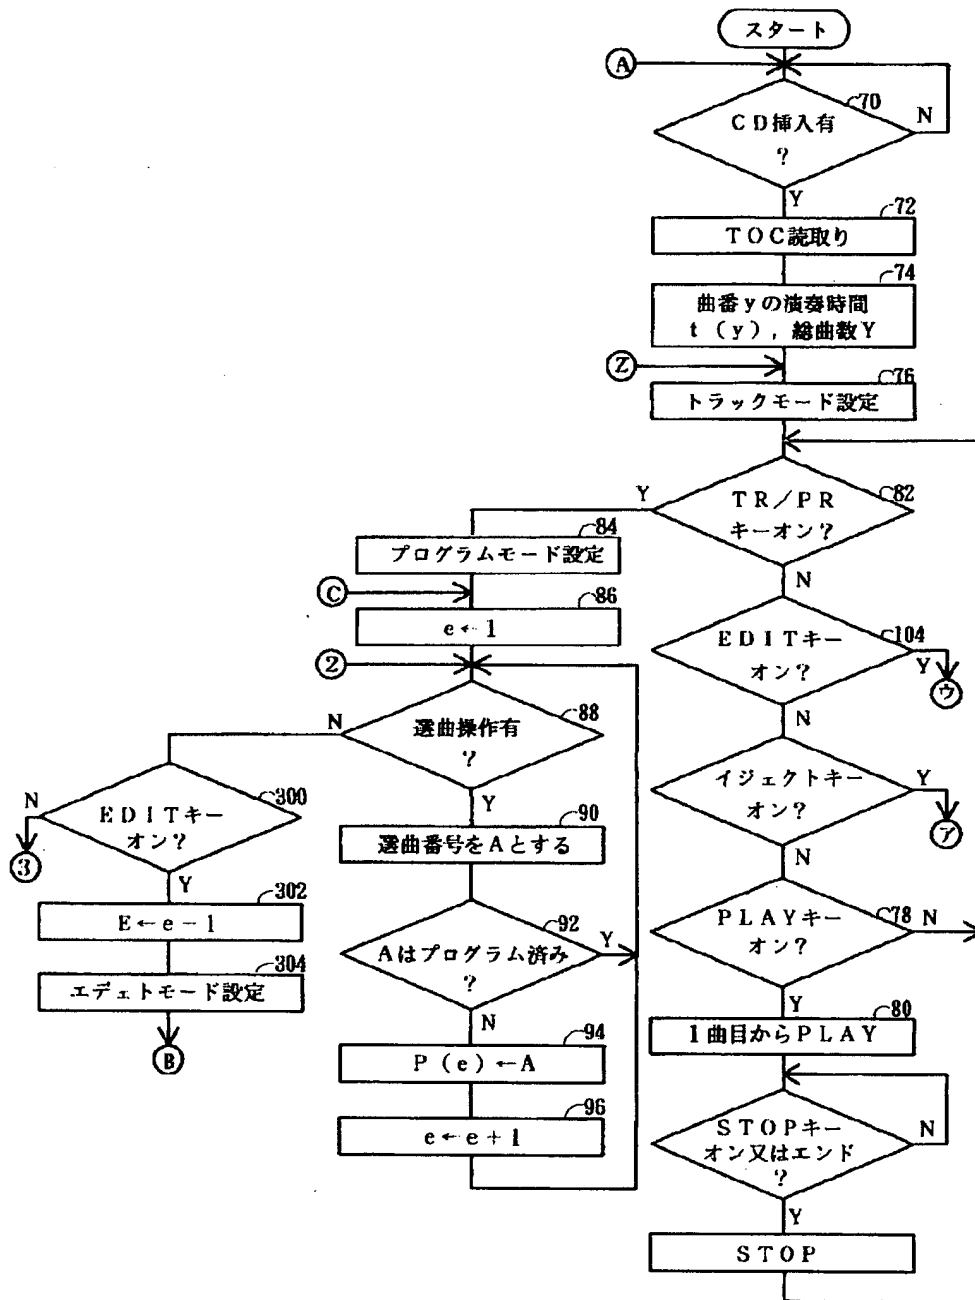 スタート
Ⓐ
70
CD挿入有
?
N
Y
72
TOC読取り
74
曲番yの演奏時間
t(y),総曲数Y
Ⓩ
76
トラックモード設定
82
TR/PR
キーオン?
Y
N
84
プログラムモード設定
Ⓒ
86
e←1
②
88
選曲操作有
?
N
Y
300
EDITキー
オン?
N
③
Y
302
E←e-1
304
エディトモード設定
Ⓑ
90
選曲番号をAとする
92
Aはプログラム済み
?
Y
N
94
P(e)←A
96
e←e+1
104
EDITキー
オン?
Y
㋒
N
イジェクトキー
オン?
Y
㋐
N
78
PLAYキー
オン?
N
Y
80
1曲目からPLAY
STOPキー
オン又はエンド
?
N
Y
STOP